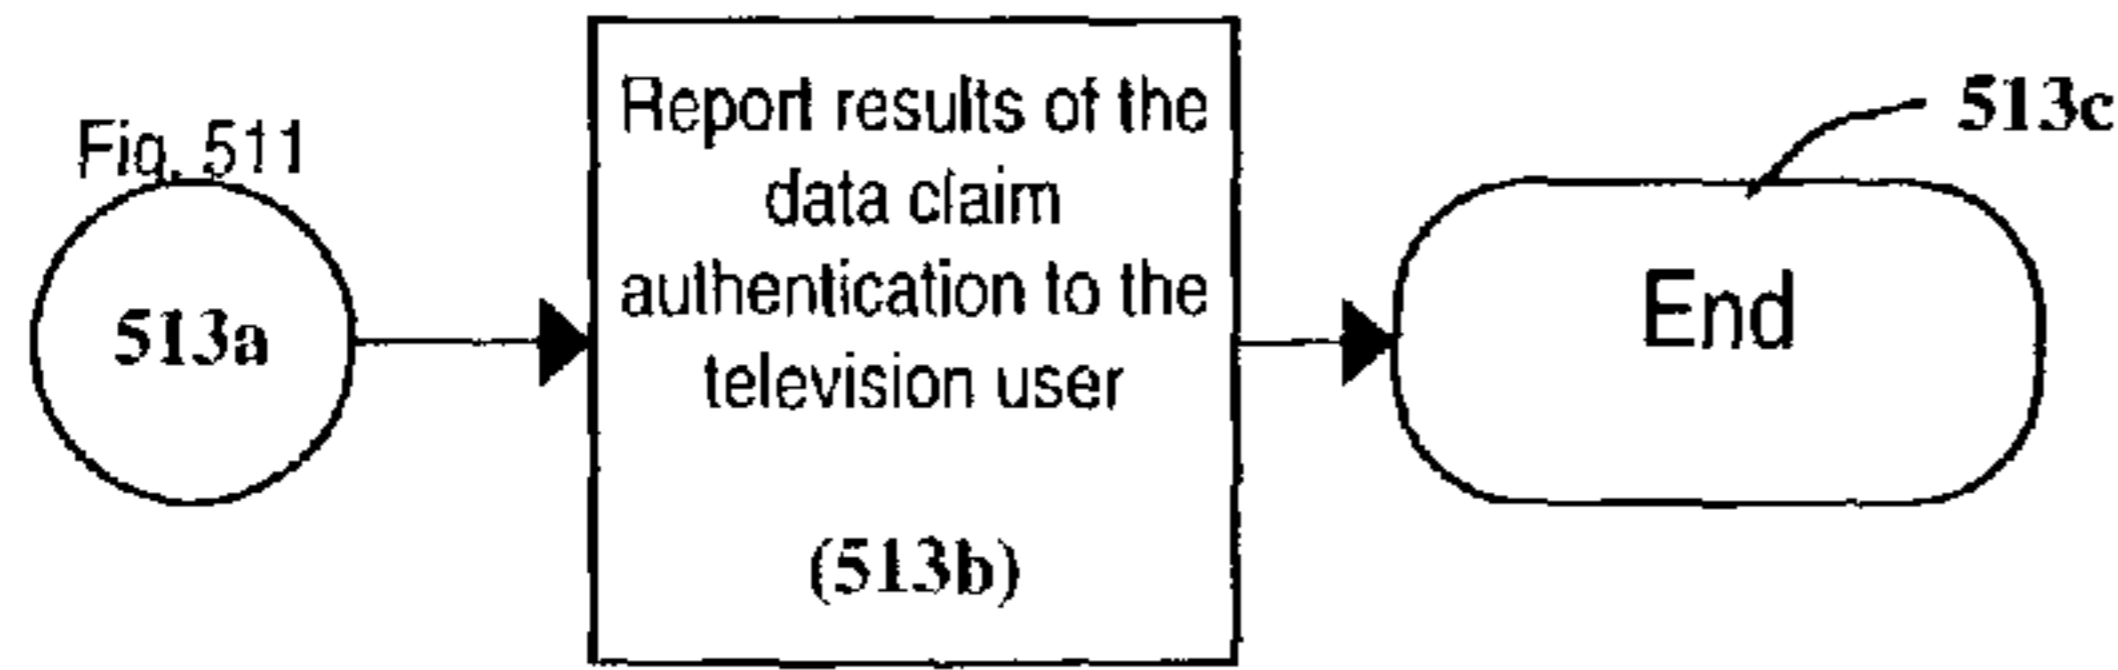 Fig. 511
513a
Report results of the
data claim
authentication to the
television user
(513b)
End
513c